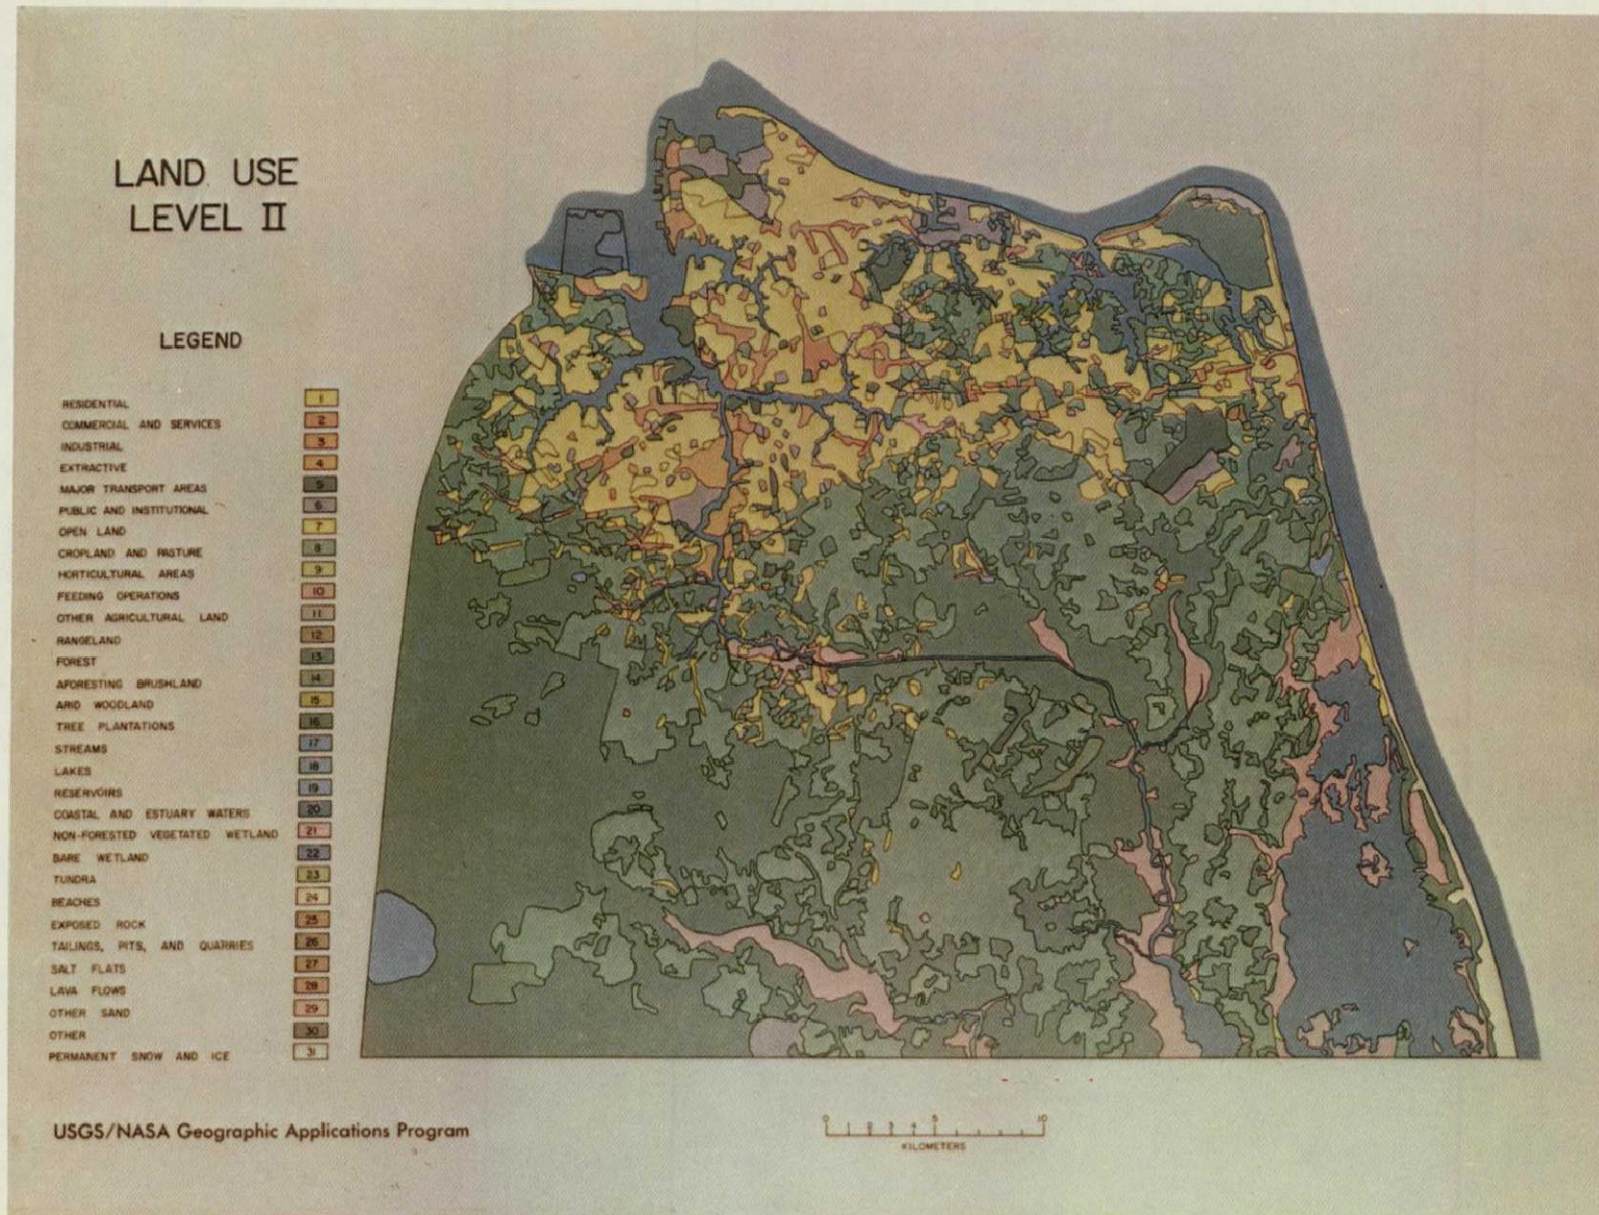 LAND USE
LEVEL II
LEGEND
RESIDENTIAL 1
COMMERCIAL AND SERVICES 2
INDUSTRIAL 3
EXTRACTIVE 4
MAJOR TRANSPORT AREAS 5
PUBLIC AND INSTITUTIONAL 6
OPEN LAND 7
CROPLAND AND PASTURE 8
HORTICULTURAL AREAS 9
FEEDING OPERATIONS 10
OTHER AGRICULTURAL LAND 11
RANGELAND 12
FOREST 13
AFORESTING BRUSHLAND 14
ARID WOODLAND 15
TREE PLANTATIONS 16
STREAMS 17
LAKES 18
RESERVOIRS 19
COASTAL AND ESTUARY WATERS 20
NON-FORESTED VEGETATED WETLAND 21
BARE WETLAND 22
TUNDRA 23
BEACHES 24
EXPOSED ROCK 25
TAILINGS, PITS, AND QUARRIES 26
SALT FLATS 27
LAVA FLOWS 28
OTHER SAND 29
OTHER 30
PERMANENT SNOW AND ICE 31
USGS/NASA Geographic Applications Program
0 1 2 3 4 5 10
KILOMETERS